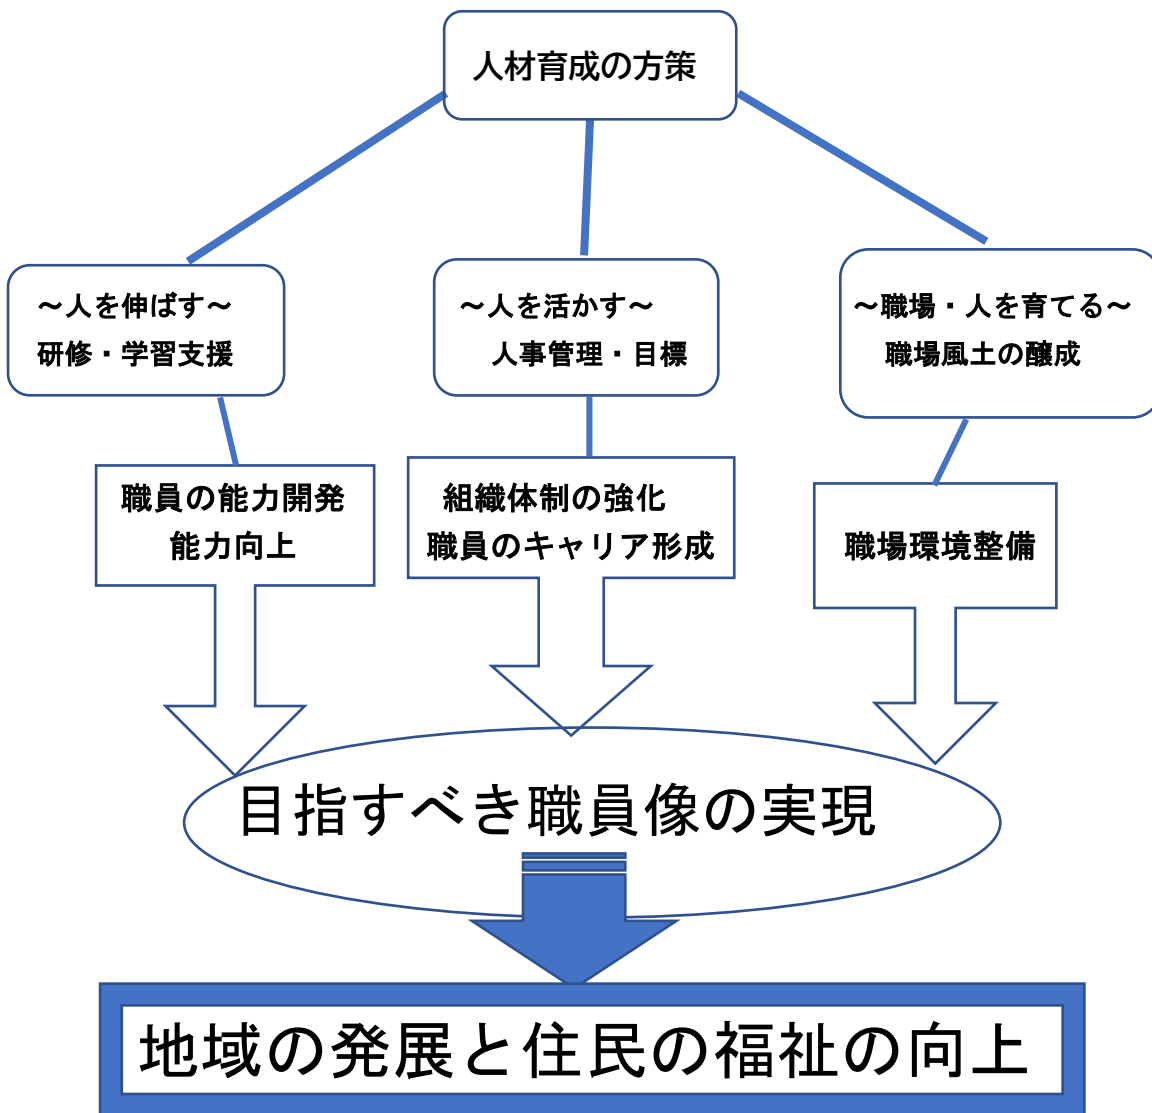 人材育成の方策
～人を伸ばす～
研修・学習支援
～人を活かす～
人事管理・目標
～職場・人を育てる～
職場風土の醸成
職員の能力開発
能力向上
組織体制の強化
職員のキャリア形成
職場環境整備
目指すべき職員像の実現
地域の発展と住民の福祉の向上